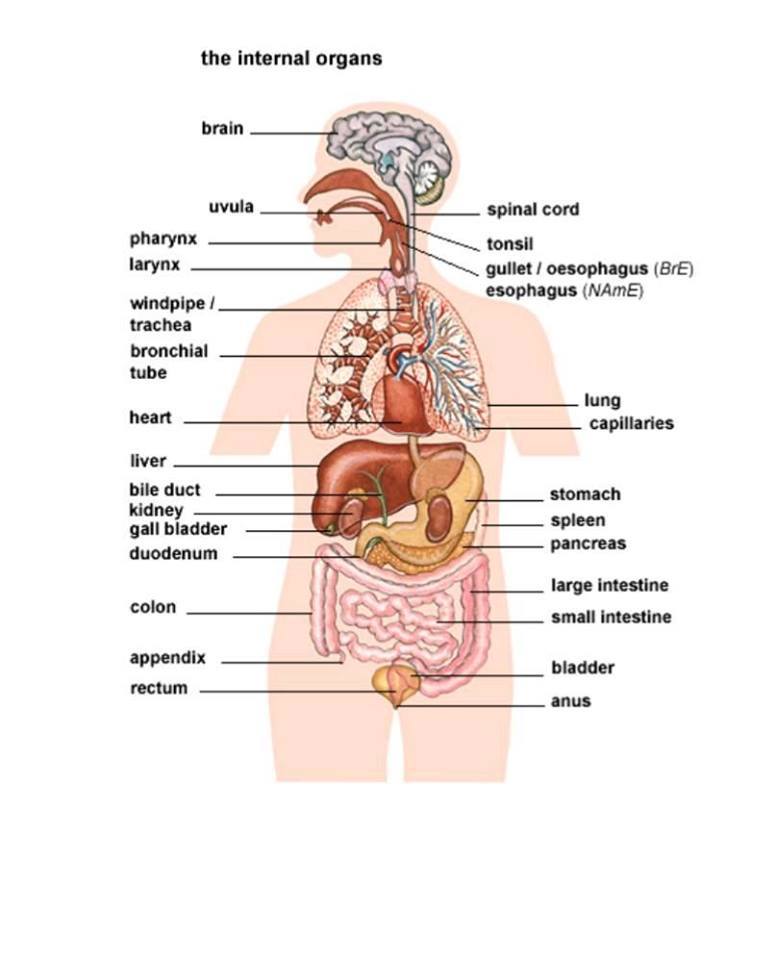 the internal organs
brain
uvula
pharynx
larynx
windpipe /
trachea
bronchial
tube
heart
liver
bile duct
kidney
gall bladder
duodenum
colon
appendix
rectum
spinal cord
tonsil
gullet / oesophagus (BrE)
esophagus (NAmE)
lung
capillaries
stomach
spleen
pancreas
large intestine
small intestine
bladder
anus